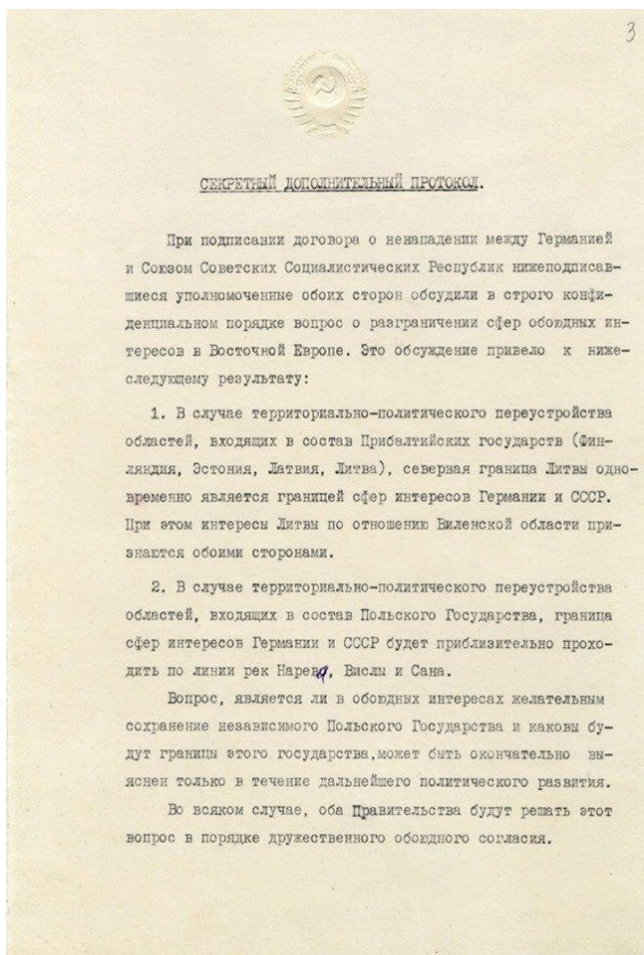 3
СЕКРЕТНЫЙ ДОПОЛНИТЕЛЬНЫЙ ПРОТОКОЛ.
При подписании договора о ненападении между Германией
и Союзом Советских Социалистических Республик нижеподписав-
шиеся уполномоченные обоих сторон обсудили в строго конфи-
денциальном порядке вопрос о разграничении сфер обоюдных ин-
тересов в Восточной Европе. Это обсуждение привело к ниже-
следующему результату:
1. В случае территориально-политического переустройства
областей, входящих в состав Прибалтийских государств (Фин-
ляндия, Эстония, Латвия, Литва), северная граница Литвы одно-
временно является границей сфер интересов Германии и СССР.
При этом интересы Литвы по отношению Виленской области при-
знаются обоими сторонами.
2. В случае территориально-политического переустройства
областей, входящих в состав Польского Государства, граница
сфер интересов Германии и СССР будет приблизительно прохо-
дить по линии рек Нарева, Вислы и Сана.
Вопрос, является ли в обоюдных интересах желательным
сохранение независимого Польского Государства и каковы бу-
дут границы этого государства,может быть окончательно вы-
яснен только в течение дальнейшего политического развития.
Во всяком случае, оба Правительства будут решать этот
вопрос в порядке дружественного обоюдного согласия.